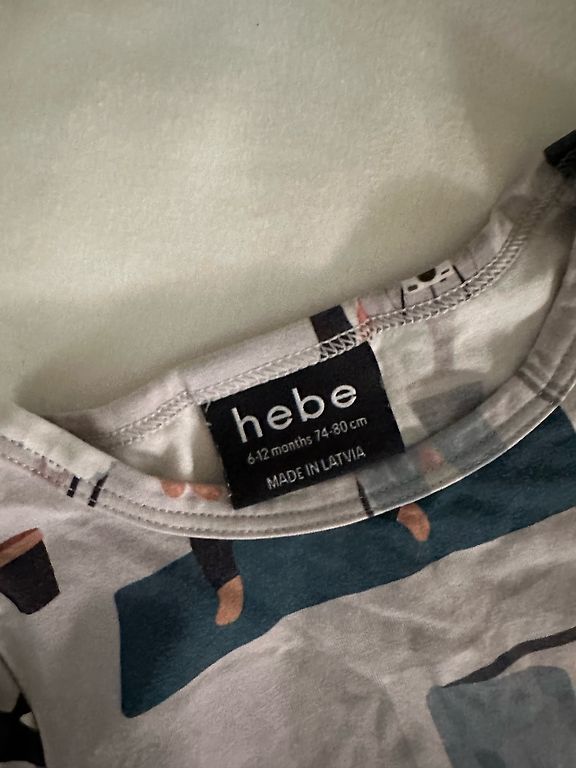 hebe
6-12 months 74-80 cm
MADE IN LATVIA